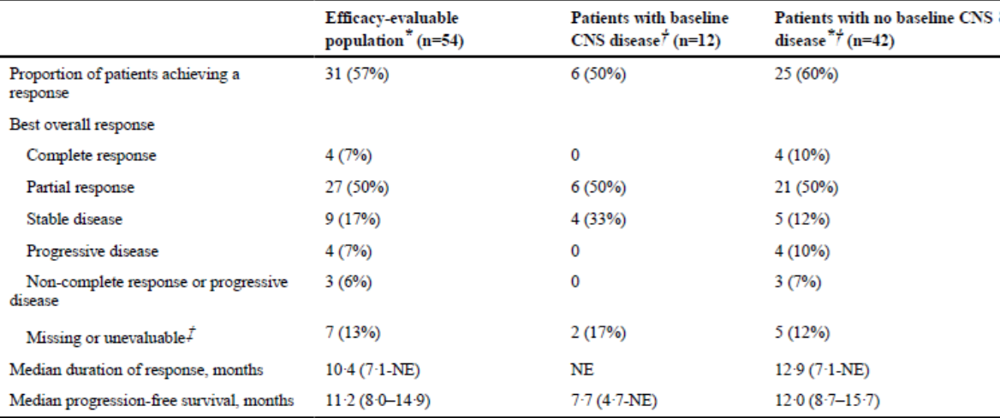 Efficacy-evaluable Patients with baseline Patients with no baseline CNS
population* (n=54) CNS disease† (n=12) disease*† (n=42)
Proportion of patients achieving a 31 (57%) 6 (50%) 25 (60%)
response
Best overall response
Complete response 4 (7%) 0 4 (10%)
Partial response 27 (50%) 6 (50%) 21 (50%)
Stable disease 9 (17%) 4 (33%) 5 (12%)
Progressive disease 4 (7%) 0 4 (10%)
Non-complete response or progressive 3 (6%) 0 3 (7%)
disease
Missing or unevaluable‡ 7 (13%) 2 (17%) 5 (12%)
Median duration of response, months 10·4 (7·1-NE) NE 12·9 (7·1-NE)
Median progression-free survival, months 11·2 (8·0–14·9) 7·7 (4·7-NE) 12·0 (8·7–15·7)